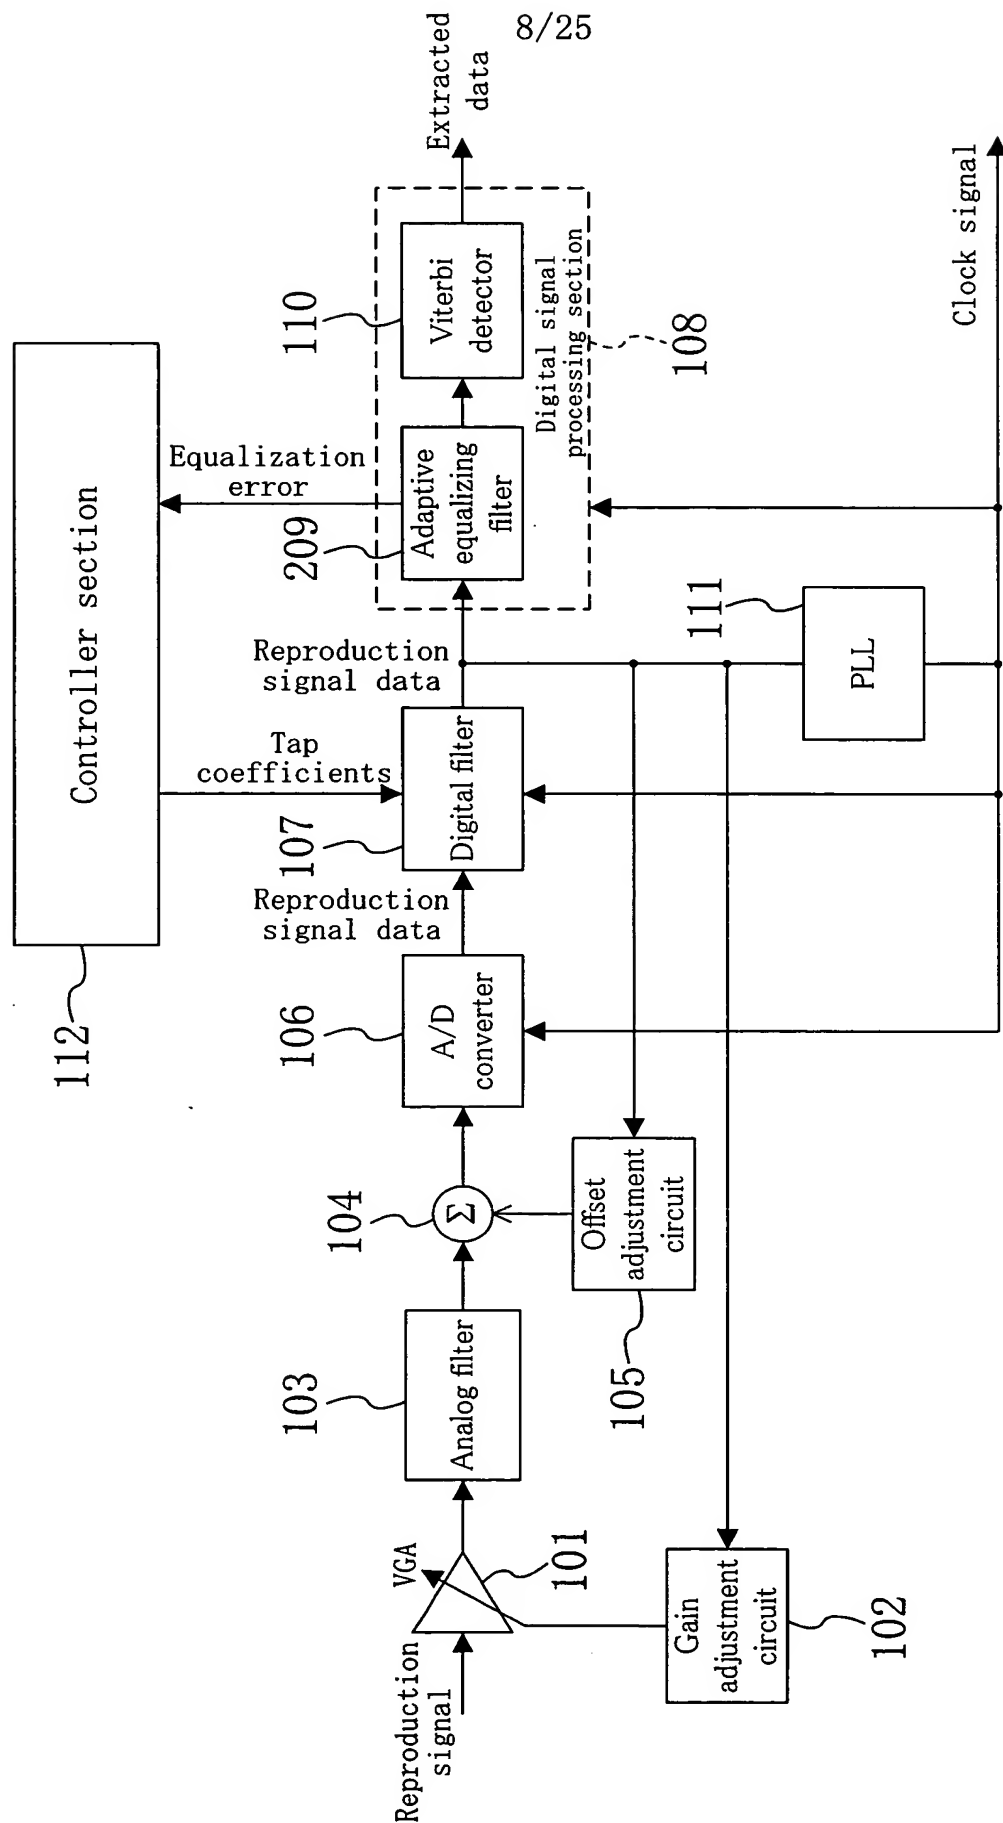 8/25
Controller section
112
Reproduction
signal
VGA
101
Gain
adjustment
circuit
102
Analog filter
103
Σ
104
Offset
adjustment
circuit
105
A/D
converter
106
Reproduction
signal data
Digital filter
107
Tap
coefficients
Reproduction
signal data
Adaptive
equalizing
filter
209
Equalization
error
Viterbi
detector
110
Digital signal
processing section
108
Extracted
data
PLL
111
Clock signal